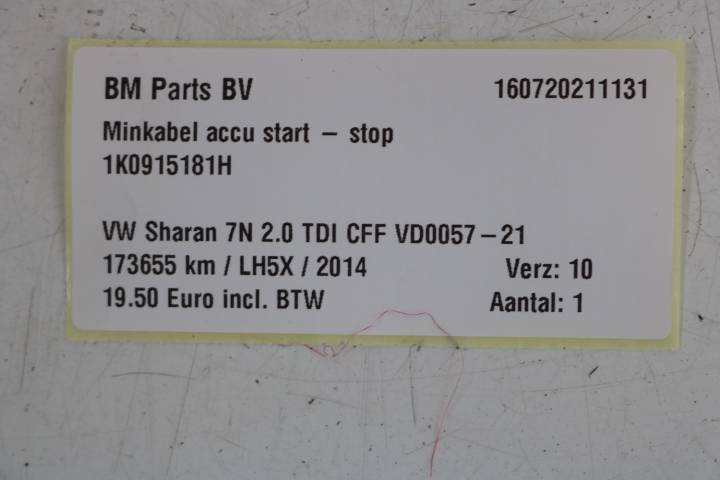 BM Parts BV 160720211131
Minkabel accu start – stop
1K0915181H
VW Sharan 7N 2.0 TDI CFF VD0057–21
173655 km / LH5X / 2014 Verz: 10
19.50 Euro incl. BTW Aantal: 1